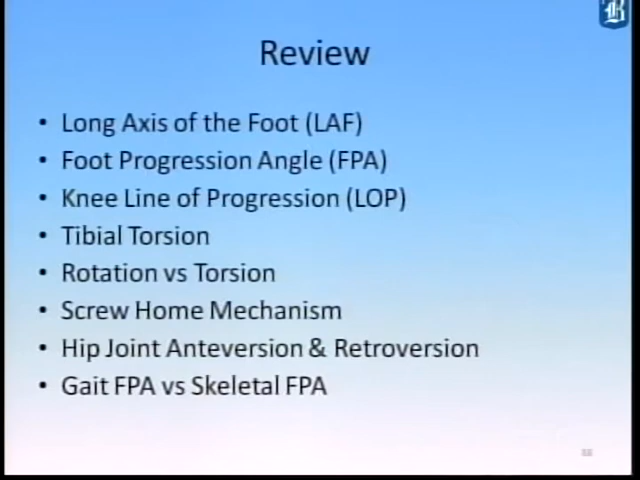 Review
• Long Axis of the Foot (LAF)
• Foot Progression Angle (FPA)
• Knee Line of Progression (LOP)
• Tibial Torsion
• Rotation vs Torsion
• Screw Home Mechanism
• Hip Joint Anteversion & Retroversion
• Gait FPA vs Skeletal FPA